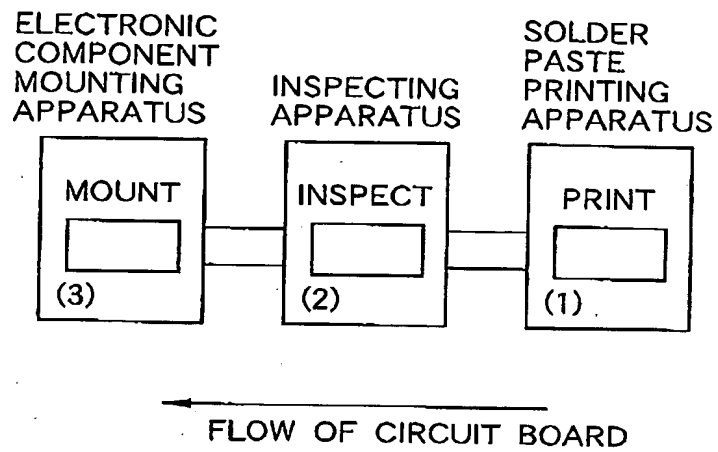 ELECTRONIC
COMPONENT
MOUNTING
APPARATUS
INSPECTING
APPARATUS
SOLDER
PASTE
PRINTING
APPARATUS
MOUNT
(3)
INSPECT
(2)
PRINT
(1)
FLOW OF CIRCUIT BOARD